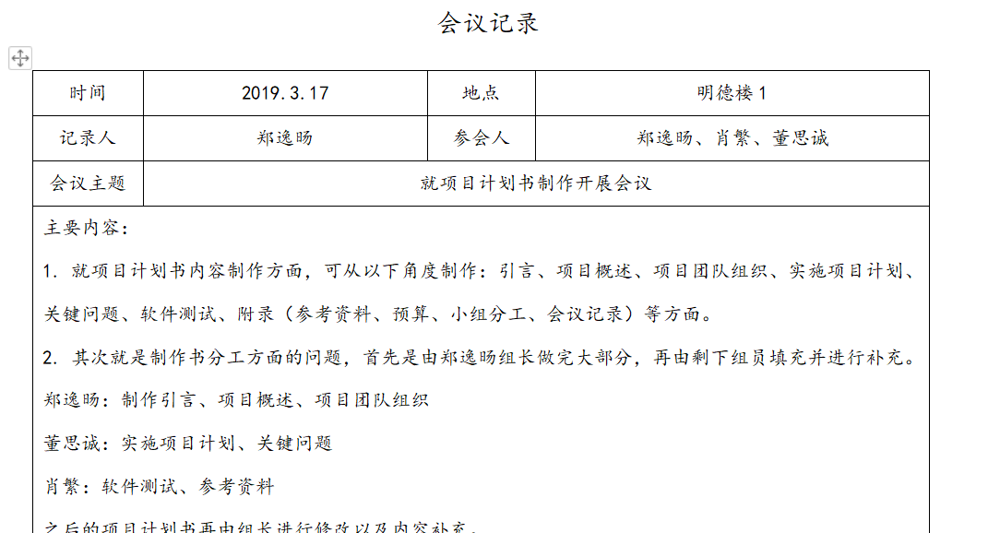 会议记录
时间 2019.3.17 地点 明德楼1
记录人 郑逸旸 参会人 郑逸旸、肖繁、董思诚
会议主题 就项目计划书制作开展会议
主要内容：
1. 就项目计划书内容制作方面，可从以下角度制作：引言、项目概述、项目团队组织、实施项目计划、
关键问题、软件测试、附录（参考资料、预算、小组分工、会议记录）等方面。
2. 其次就是制作书分工方面的问题，首先是由郑逸旸组长做完大部分，再由剩下组员填充并进行补充。
郑逸旸：制作引言、项目概述、项目团队组织
董思诚：实施项目计划、关键问题
肖繁：软件测试、参考资料
之后的项目计划书再由组长进行修改以及内容补充。